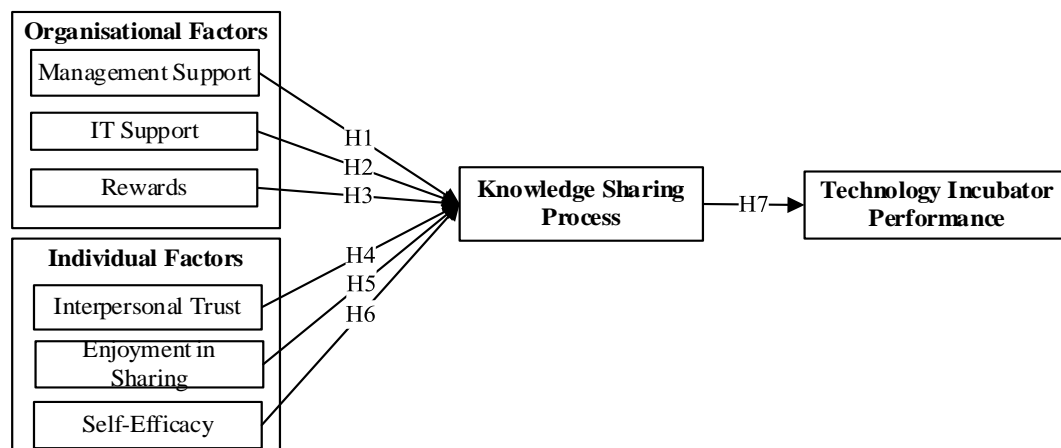 Organisational Factors
Management Support
IT Support
Rewards
H1
H2
H3
Individual Factors
Interpersonal Trust
Enjoyment in
Sharing
Self-Efficacy
H4
H5
H6
Knowledge Sharing
Process
H7
Technology Incubator
Performance